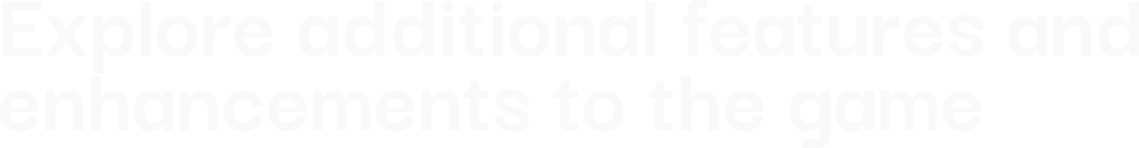 Explore additional features and
enhancements to the game